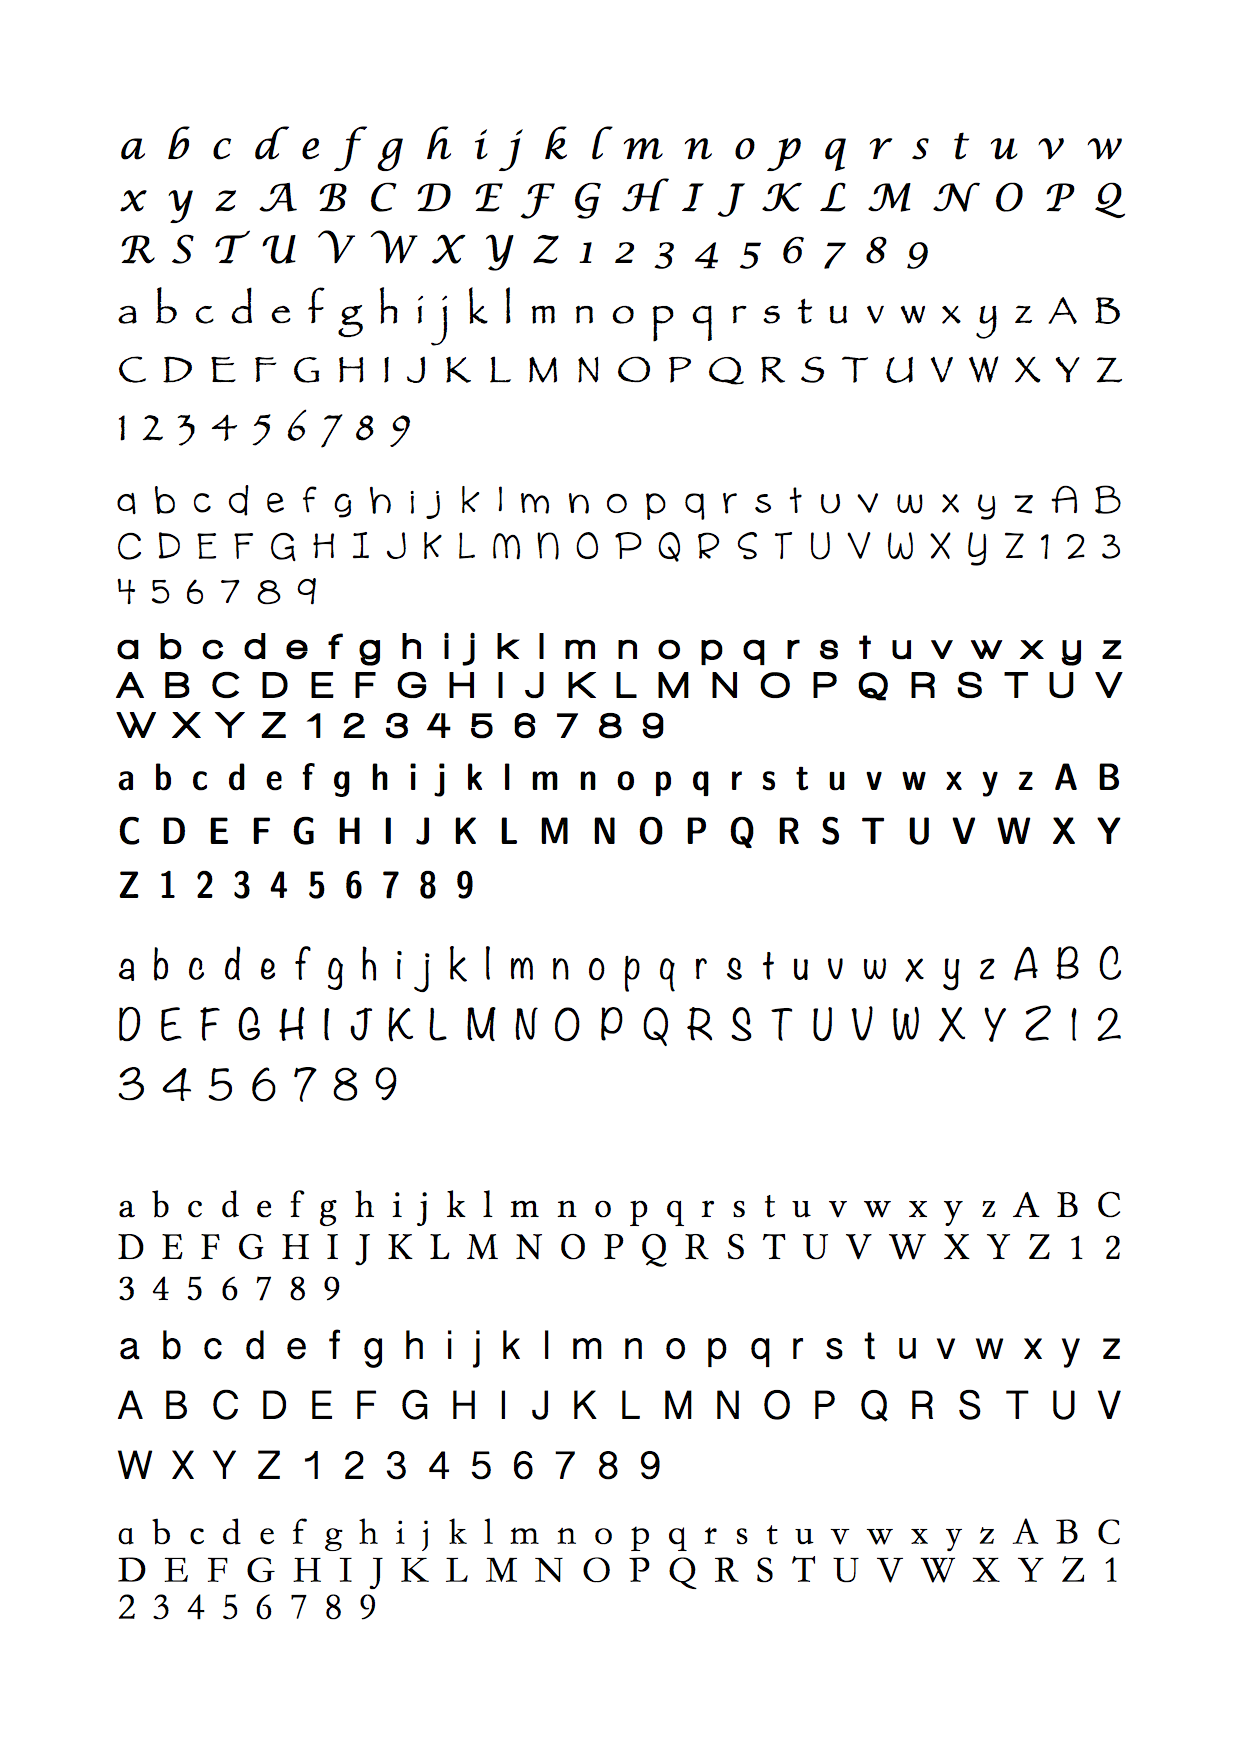 a b c d e f g h i j k l m n o p q r s t u v w
x y z A B C D E F G H I J K L M N O P Q
R S T U V W X Y Z 1 2 3 4 5 6 7 8 9
a b c d e f g h i j k l m n o p q r s t u v w x y z A B
C D E F G H I J K L M N O P Q R S T U V W X Y Z
1 2 3 4 5 6 7 8 9
a b c d e f g h i j k l m n o p q r s t u v w x y z A B
C D E F G H I J K L M N O P Q R S T U V W X Y Z 1 2 3
4 5 6 7 8 9
a b c d e f g h i j k l m n o p q r s t u v w x y z
A B C D E F G H I J K L M N O P Q R S T U V
W X Y Z 1 2 3 4 5 6 7 8 9
a b c d e f g h i j k l m n o p q r s t u v w x y z A B
C D E F G H I J K L M N O P Q R S T U V W X Y
Z 1 2 3 4 5 6 7 8 9
a b c d e f g h i j k l m n o p q r s t u v w x y z A B C
D E F G H I J K L M N O P Q R S T U V W X Y Z 1 2
3 4 5 6 7 8 9
a b c d e f g h i j k l m n o p q r s t u v w x y z A B C
D E F G H I J K L M N O P Q R S T U V W X Y Z 1 2
3 4 5 6 7 8 9
a b c d e f g h i j k l m n o p q r s t u v w x y z
A B C D E F G H I J K L M N O P Q R S T U V
W X Y Z 1 2 3 4 5 6 7 8 9
a b c d e f g h i j k l m n o p q r s t u v w x y z A B C
D E F G H I J K L M N O P Q R S T U V W X Y Z 1
2 3 4 5 6 7 8 9